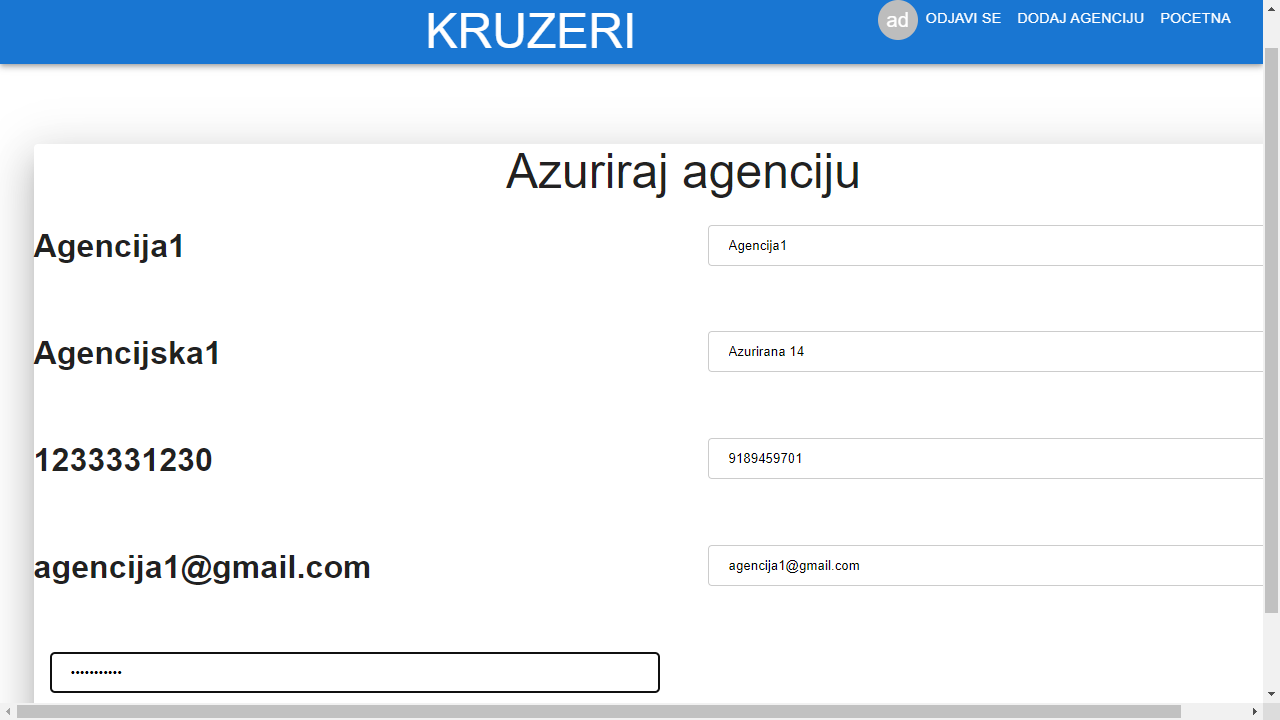 KRUZERI
ad ODJAVI SE DODAJ AGENCIJU POCETNA
Azuriraj agenciju
Agencija1 Agencija1
Agencijska1 Azurirana 14
1233331230 9189459701
agencija1@gmail.com agencija1@gmail.com
•••••••••••